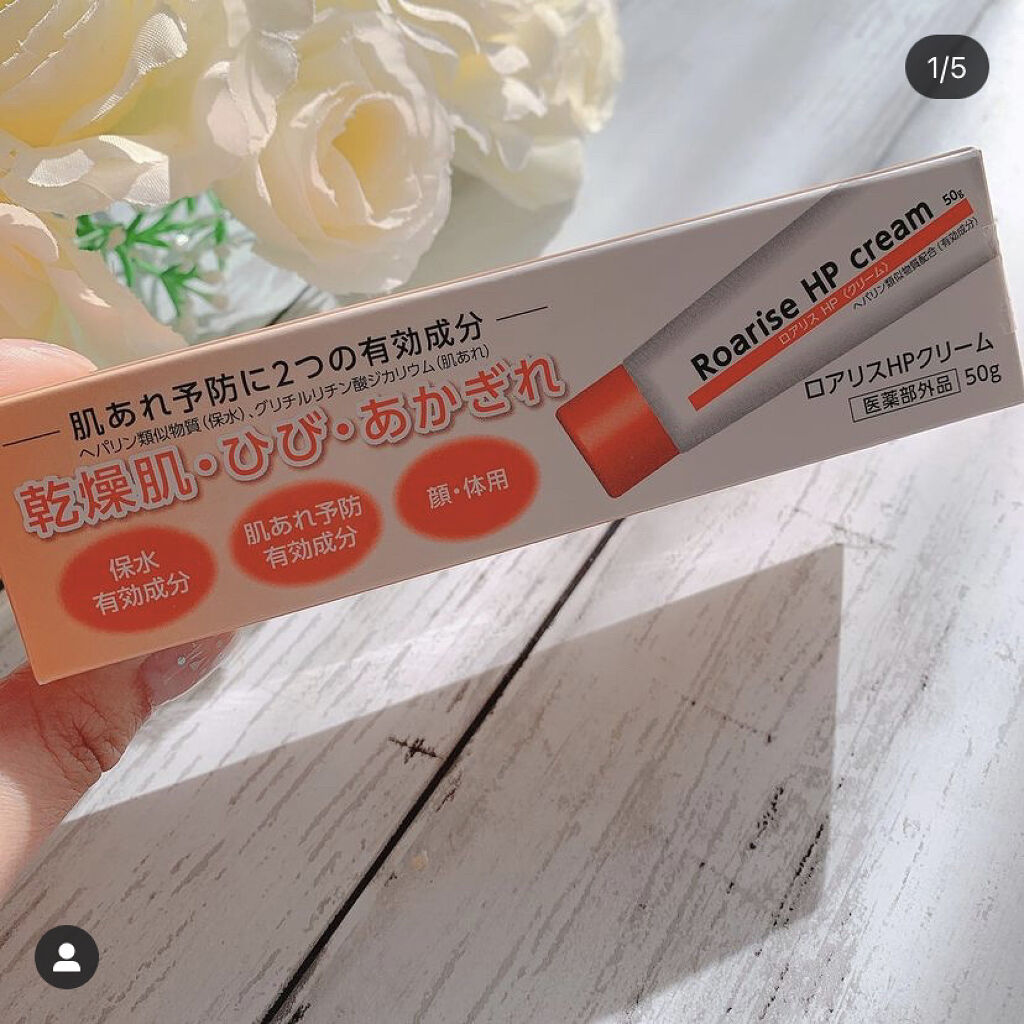 1/5
肌あれ予防に2つの有効成分
ヘパリン類似物質(保水)、グリチルリチン酸ジカリウム(肌あれ)
乾燥肌・ひび・あかぎれ
保水
有効成分
肌あれ予防
有効成分
顔・体用
Roarise HP cream 50g
ロアリス HP 〈クリーム〉
ヘパリン類似物質配合(有効成分)
ロアリスHPクリーム
医薬部外品 50g